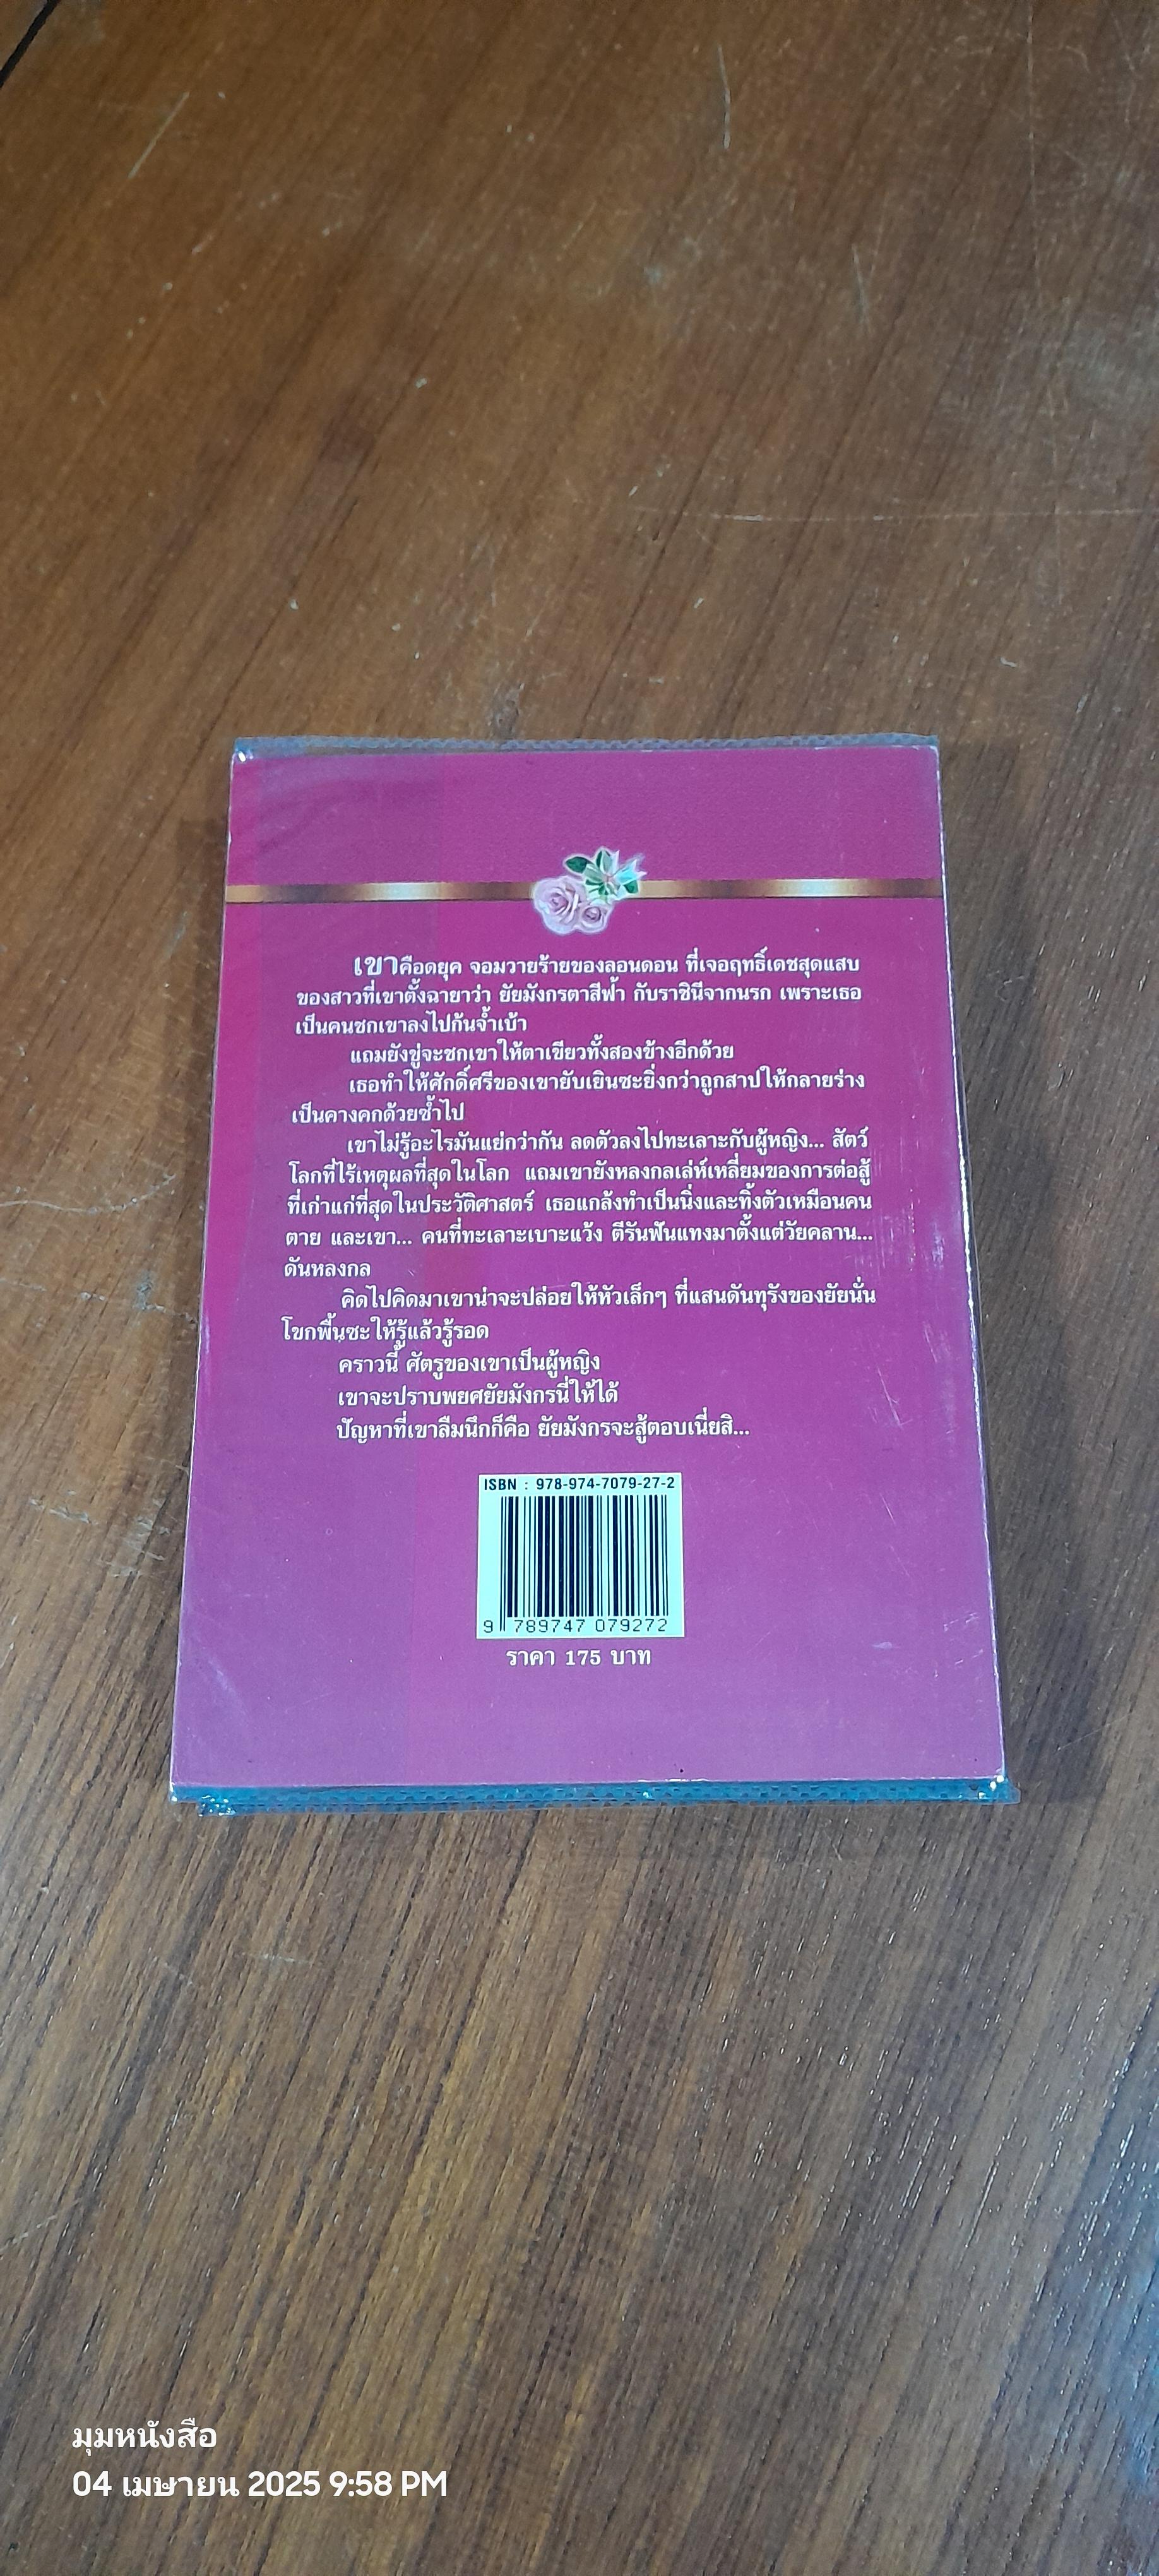 เขาคือดยุค จอมวายร้ายของลอนดอน ที่เจอฤทธิ์เดชสุดแสบ
ของสาวที่เขาตั้งฉายาว่า ยัยมังกรตาสีฟ้า กับราชินีจากนรก เพราะเธอ
เป็นคนชกเขาลงไปก้นจ้ำเบ้า
แถมยังขู่จะชกเขาให้ตาเขียวทั้งสองข้างอีกด้วย
เธอทำให้ศักดิ์ศรีของเขายับเยินซะยิ่งกว่าถูกสาปให้กลายร่าง
เป็นคางคกด้วยซ้ำไป
เขาไม่รู้อะไรมันแย่กว่ากัน ลดตัวลงไปทะเลาะกับผู้หญิง... สัตว์
โลกที่ไร้เหตุผลที่สุดในโลก แถมเขายังหลงกลเล่ห์เหลี่ยมของการต่อสู้
ที่เก่าแก่ที่สุดในประวัติศาสตร์ เธอแกล้งทำเป็นนิ่งและทิ้งตัวเหมือนคน
ตาย และเขา... คนที่ทะเลาะเบาะแว้ง ตีรันฟันแทงมาตั้งแต่วัยคลาน...
ดันหลงกล
คิดไปคิดมาเขาน่าจะปล่อยให้หัวเล็กๆ ที่แสนดันทุรังของยัยนั่น
โขกพื้นซะให้รู้แล้วรู้รอด
คราวนี้ ศัตรูของเขาเป็นผู้หญิง
เขาจะปราบพยศยัยมังกรนี่ให้ได้
ปัญหาที่เขาลืมนึกก็คือ ยัยมังกรจะสู้ตอบเนี่ยสิ...
ISBN : 978-974-7079-27-2
9 789747 079272
ราคา 175 บาท
มุมหนังสือ
04 เมษายน 2025 9:58 PM